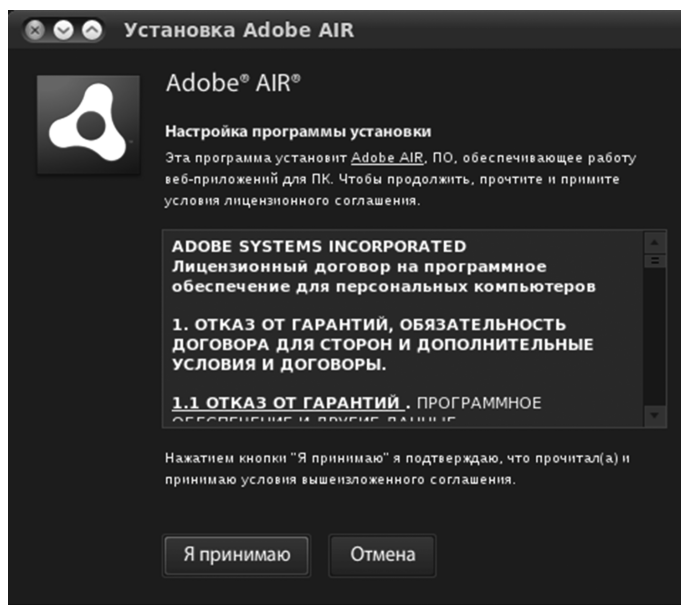 Установка Adobe AIR
Adobe® AIR®
Настройка программы установки
Эта программа установит Adobe AIR, ПО, обеспечивающее работу
веб-приложений для ПК. Чтобы продолжить, прочтите и примите
условия лицензионного соглашения.
ADOBE SYSTEMS INCORPORATED
Лицензионный договор на программное
обеспечение для персональных компьютеров
1. ОТКАЗ ОТ ГАРАНТИЙ, ОБЯЗАТЕЛЬНОСТЬ
ДОГОВОРА ДЛЯ СТОРОН И ДОПОЛНИТЕЛЬНЫЕ
УСЛОВИЯ И ДОГОВОРЫ.
1.1 ОТКАЗ ОТ ГАРАНТИЙ . ПРОГРАММНОЕ
ОБЕСПЕЧЕНИЕ И ДРУГИЕ ДАННЫЕ
Нажатием кнопки "Я принимаю" я подтверждаю, что прочитал(а) и
принимаю условия вышеизложенного соглашения.
Я принимаю
Отмена